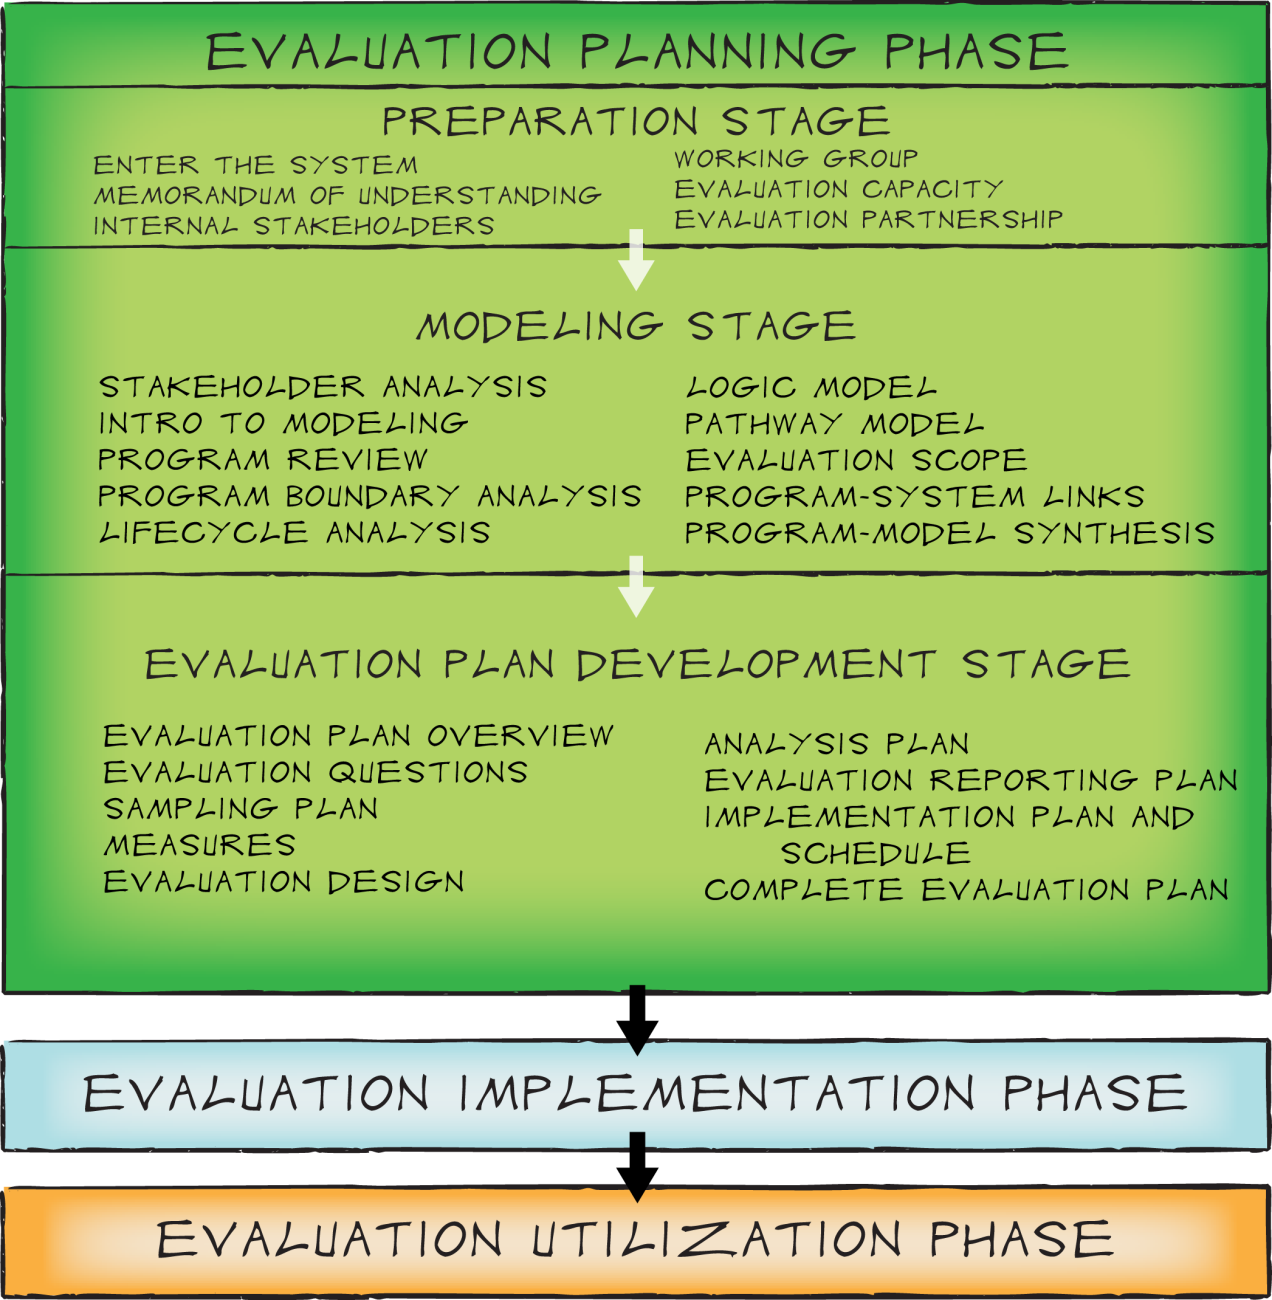 EVALUATION PLANNING PHASE
PREPARATION STAGE
ENTER THE SYSTEM
MEMORANDUM OF UNDERSTANDING
INTERNAL STAKEHOLDERS
WORKING GROUP
EVALUATION CAPACITY
EVALUATION PARTNERSHIP
MODELING STAGE
STAKEHOLDER ANALYSIS
INTRO TO MODELING
PROGRAM REVIEW
PROGRAM BOUNDARY ANALYSIS
LIFECYCLE ANALYSIS
LOGIC MODEL
PATHWAY MODEL
EVALUATION SCOPE
PROGRAM-SYSTEM LINKS
PROGRAM-MODEL SYNTHESIS
EVALUATION PLAN DEVELOPMENT STAGE
EVALUATION PLAN OVERVIEW
EVALUATION QUESTIONS
SAMPLING PLAN
MEASURES
EVALUATION DESIGN
ANALYSIS PLAN
EVALUATION REPORTING PLAN
IMPLEMENTATION PLAN AND
SCHEDULE
COMPLETE EVALUATION PLAN
EVALUATION IMPLEMENTATION PHASE
EVALUATION UTILIZATION PHASE